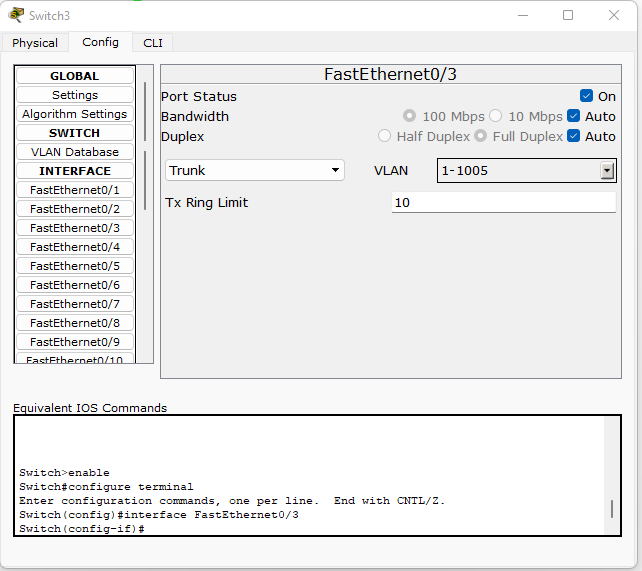 Switch3
Physical Config CLI
GLOBAL
Settings
Algorithm Settings
SWITCH
VLAN Database
INTERFACE
FastEthernet0/1
FastEthernet0/2
FastEthernet0/3
FastEthernet0/4
FastEthernet0/5
FastEthernet0/6
FastEthernet0/7
FastEthernet0/8
FastEthernet0/9
FastEthernet0/10
FastEthernet0/3
Port Status On
Bandwidth 100 Mbps 10 Mbps Auto
Duplex Half Duplex Full Duplex Auto
Trunk VLAN 1-1005
Tx Ring Limit 10
Equivalent IOS Commands
Switch>enable
Switch#configure terminal
Enter configuration commands, one per line.  End with CNTL/Z.
Switch(config)#interface FastEthernet0/3
Switch(config-if)#